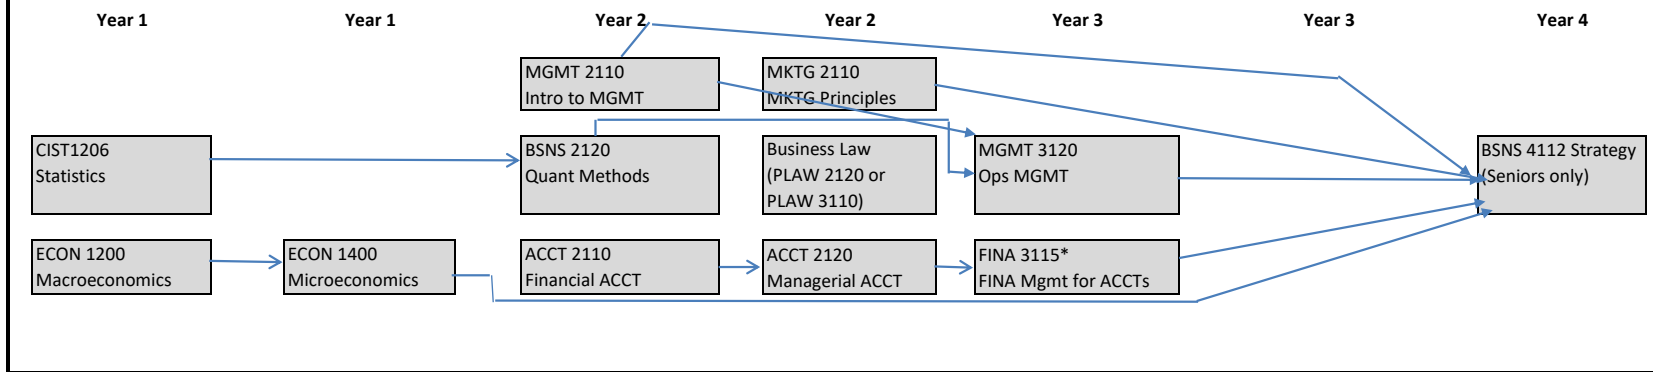 Year 1
Year 1
Year 2
Year 2
Year 3
Year 3
Year 4
MGMT 2110
Intro to MGMT
MKTG 2110
MKTG Principles
CIST1206
Statistics
BSNS 2120
Quant Methods
Business Law
(PLAW 2120 or
PLAW 3110)
MGMT 3120
Ops MGMT
BSNS 4112 Strategy
(Seniors only)
ECON 1200
Macroeconomics
ECON 1400
Microeconomics
ACCT 2110
Financial ACCT
ACCT 2120
Managerial ACCT
FINA 3115*
FINA Mgmt for ACCTs